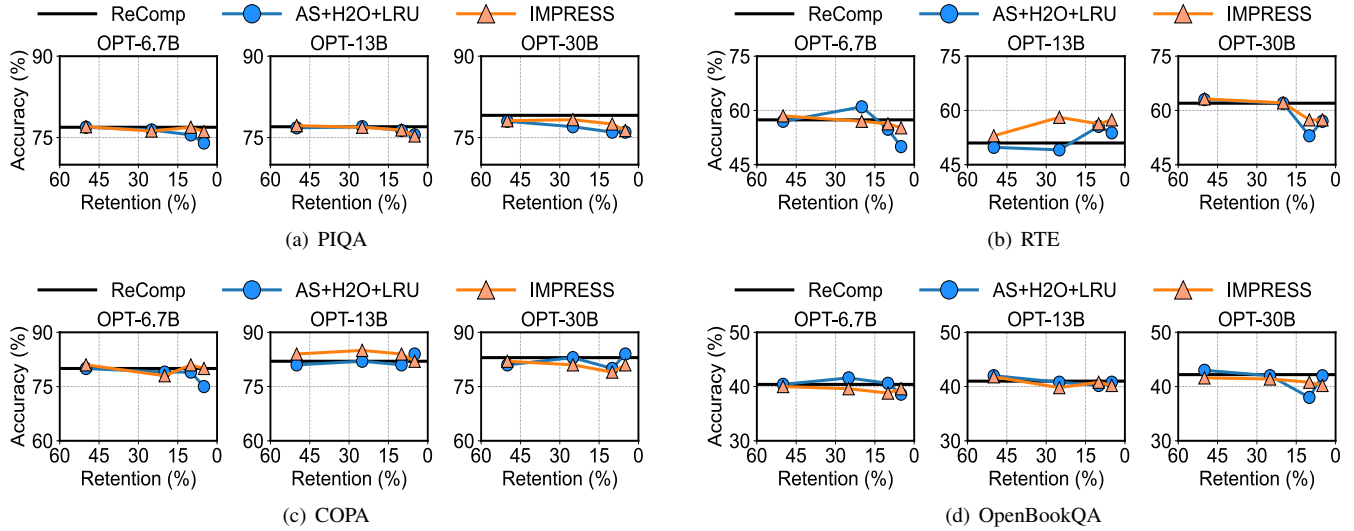 ReComp AS+H2O+LRU IMPRESS
OPT-6.7B OPT-13B OPT-30B
Accuracy (%)
90
75
60 45 30 15 0 60 45 30 15 0 60 45 30 15 0
Retention (%) Retention (%) Retention (%)
(a) PIQA
ReComp AS+H2O+LRU IMPRESS
OPT-6.7B OPT-13B OPT-30B
Accuracy (%)
75 75 75
60 60 60
45 45 45
60 45 30 15 0 60 45 30 15 0 60 45 30 15 0
Retention (%) Retention (%) Retention (%)
(b) RTE
ReComp AS+H2O+LRU IMPRESS
OPT-6.7B OPT-13B OPT-30B
Accuracy (%)
90 90 90
75 75 75
60 60 60
60 45 30 15 0 60 45 30 15 0 60 45 30 15 0
Retention (%) Retention (%) Retention (%)
(c) COPA
ReComp AS+H2O+LRU IMPRESS
OPT-6.7B OPT-13B OPT-30B
Accuracy (%)
50 50 50
40 40 40
30 30 30
60 45 30 15 0 60 45 30 15 0 60 45 30 15 0
Retention (%) Retention (%) Retention (%)
(d) OpenBookQA